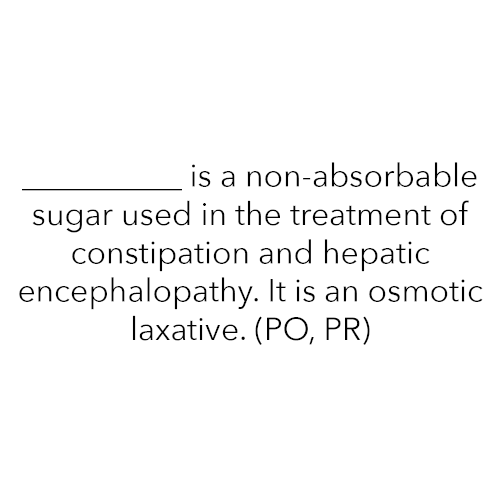 ___________ is a non-absorbable
sugar used in the treatment of
constipation and hepatic
encephalopathy. It is an osmotic
laxative. (PO, PR)